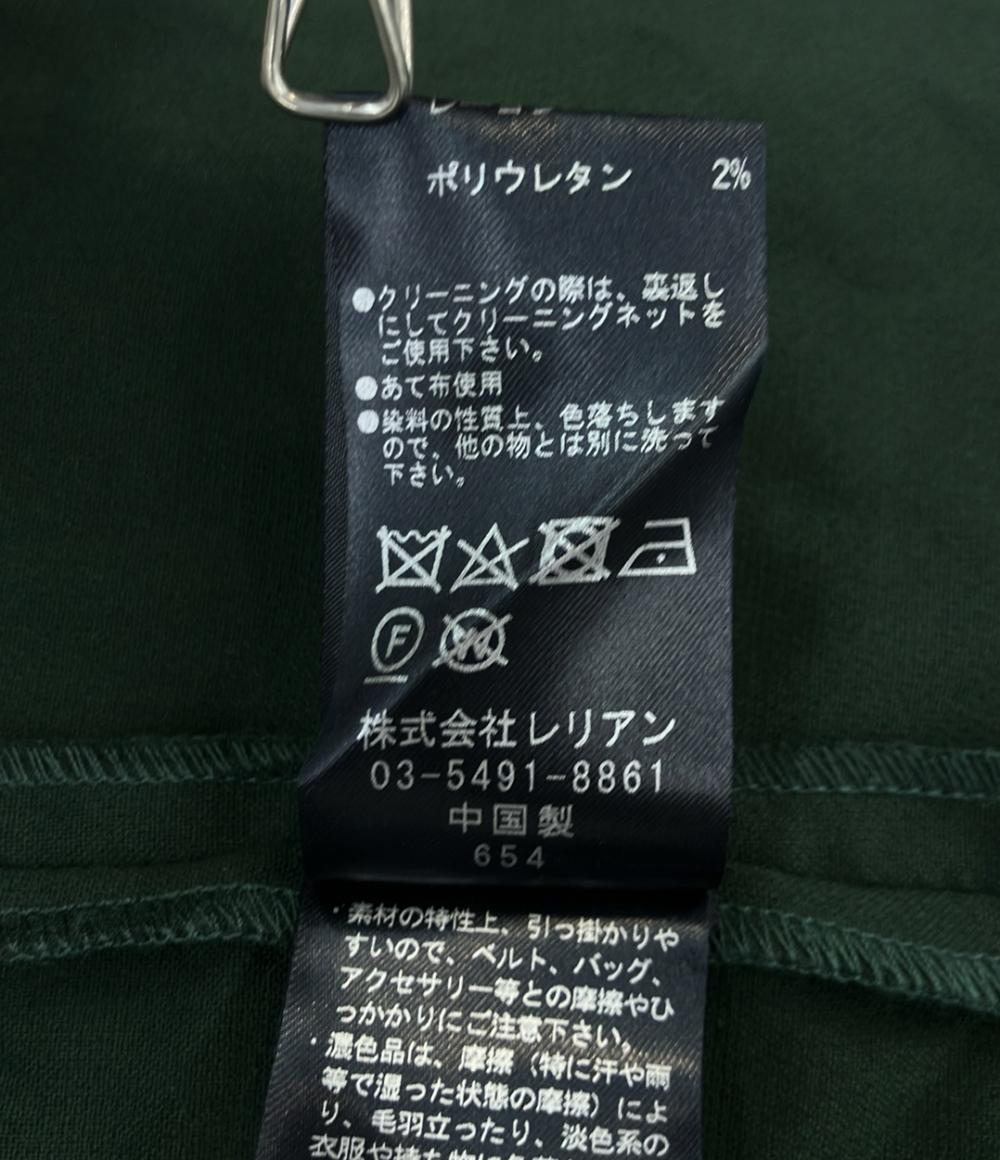 ポリウレタン 2%
●クリーニングの際は、裏返し
にしてクリーニングネットを
ご使用下さい。
●あて布使用
●染料の性質上、色落ちします
ので、他の物とは別に洗って
下さい。
F W
株式会社レリアン
03-5491-8861
中国製
654
・素材の特性上、引っ掛かりや
すいので、ベルト、バッグ、
アクセサリー等との摩擦やひ
っかかりにご注意下さい。
・濃色品は、摩擦（特に汗や雨
等で湿った状態の摩擦）によ
り、毛羽立ったり、淡色系の
衣服や持ち物に